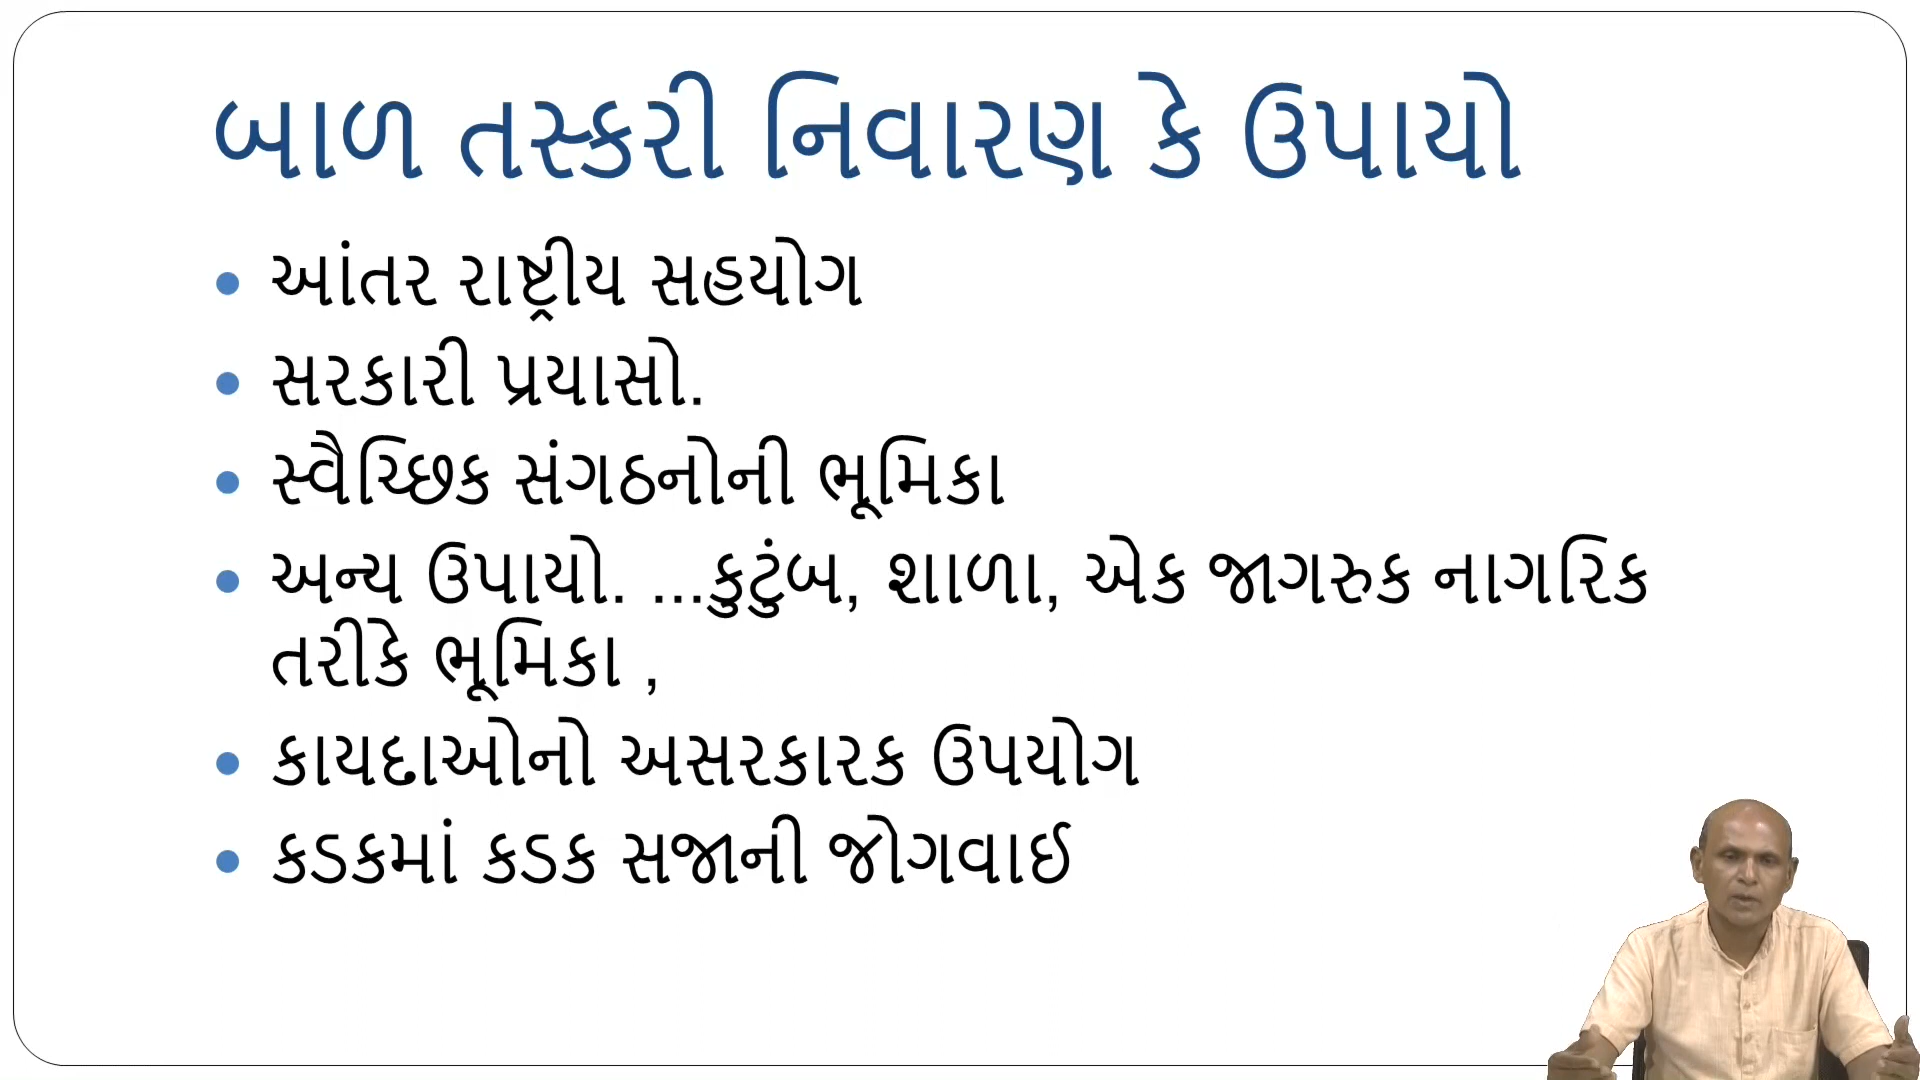 બાળ તસ્કરી નિવારણ કે ઉપાયો
• આંતર રાષ્ટ્રીય સહયોગ
• સરકારી પ્રયાસો.
• સ્વૈચ્છિક સંગઠનોની ભૂમિકા
• અન્ય ઉપાયો. ...કુટુંબ, શાળા, એક જાગરુક નાગરિક
તરીકે ભૂમિકા ,
• કાયદાઓનો અસરકારક ઉપયોગ
• કડકમાં કડક સજાની જોગવાઈ